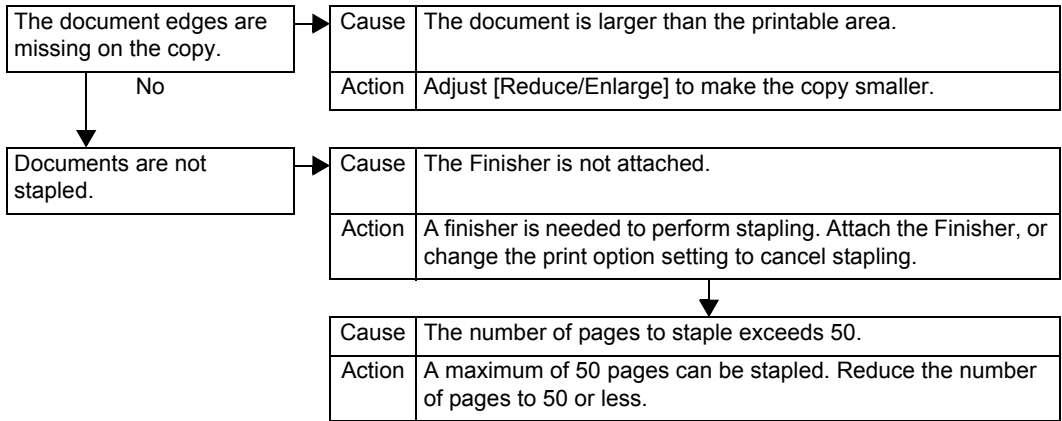 The document edges are
missing on the copy.
Cause
The document is larger than the printable area.
Action
Adjust [Reduce/Enlarge] to make the copy smaller.
No
Documents are not
stapled.
Cause
The Finisher is not attached.
Action
A finisher is needed to perform stapling. Attach the Finisher, or
change the print option setting to cancel stapling.
Cause
The number of pages to staple exceeds 50.
Action
A maximum of 50 pages can be stapled. Reduce the number
of pages to 50 or less.